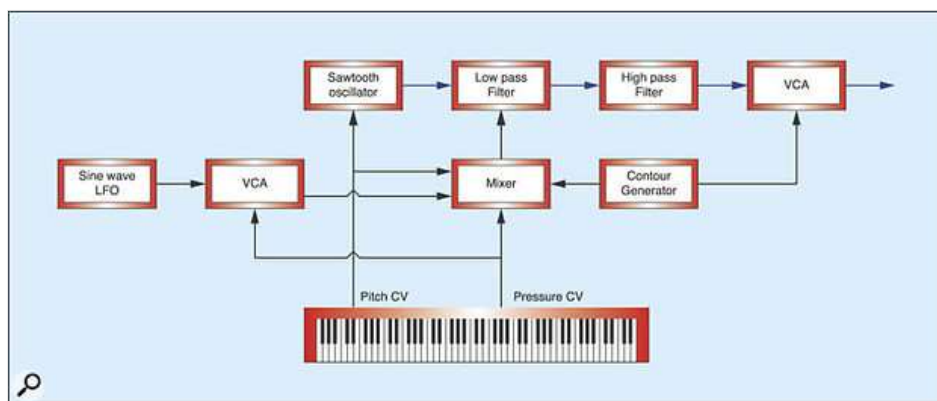 Sawtooth
oscillator
Low pass
Filter
High pass
Filter
VCA
Sine wave
LFO
VCA
Mixer
Contour
Generator
Pitch CV
Pressure CV